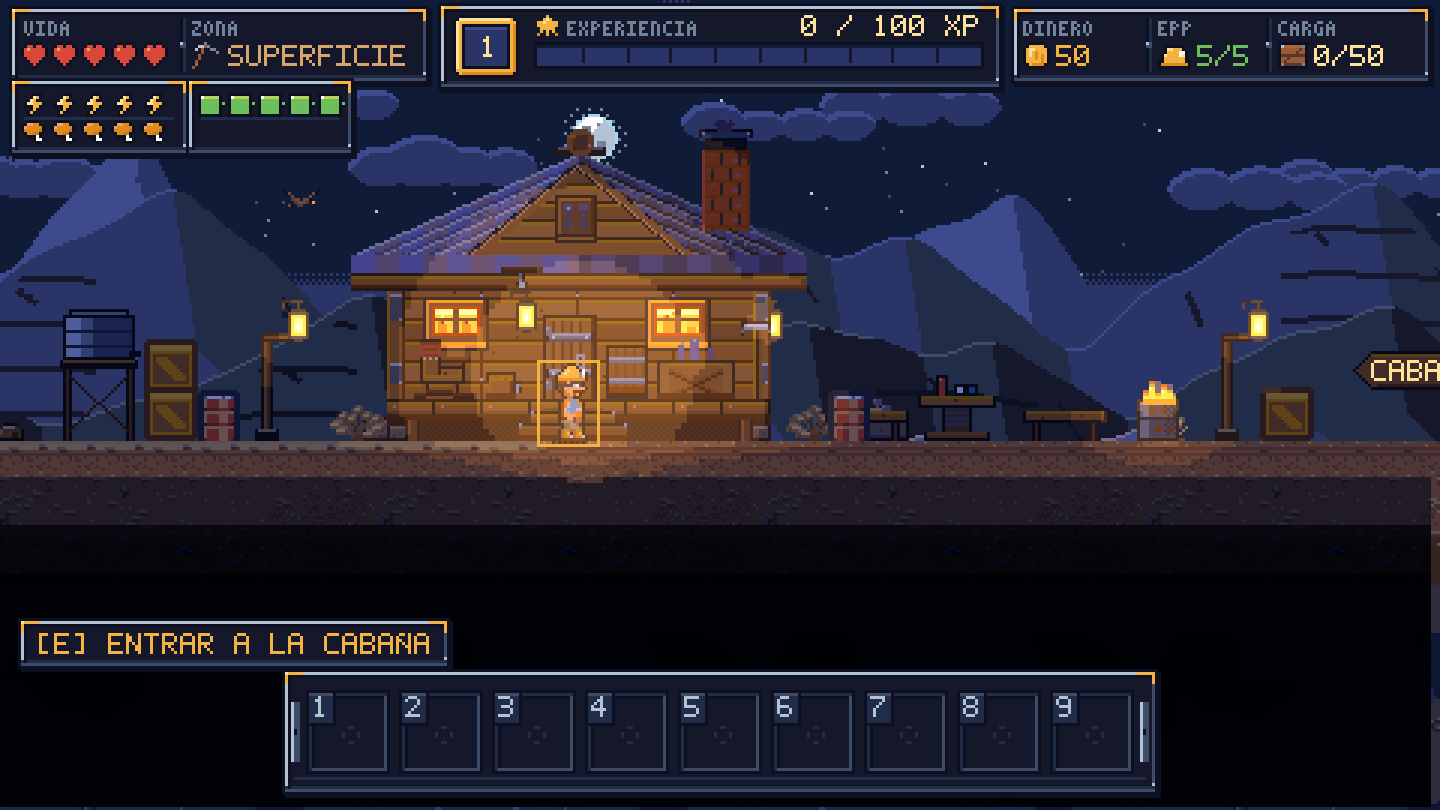 VIDA
ZONA
SUPERFICIE
1
EXPERIENCIA
0 / 100 XP
DINERO
50
EPP
5/5
CARGA
0/50
CABA
[E] ENTRAR A LA CABAÑA
1 2 3 4 5 6 7 8 9